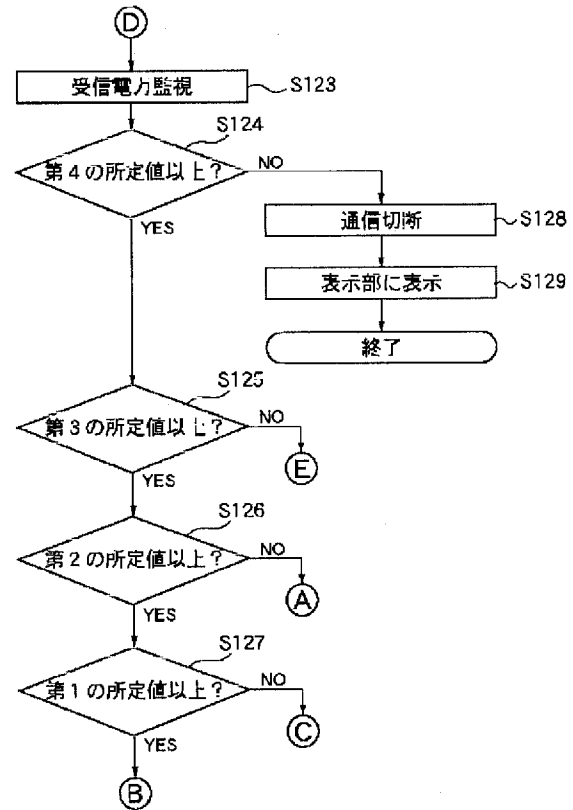 D
受信電力監視
S123
S124
第4の所定値以上?
NO
YES
通信切断
S128
表示部に表示
S129
終了
S125
第3の所定値以上?
NO
E
YES
S126
第2の所定値以上?
NO
A
YES
S127
第1の所定値以上?
NO
C
YES
B